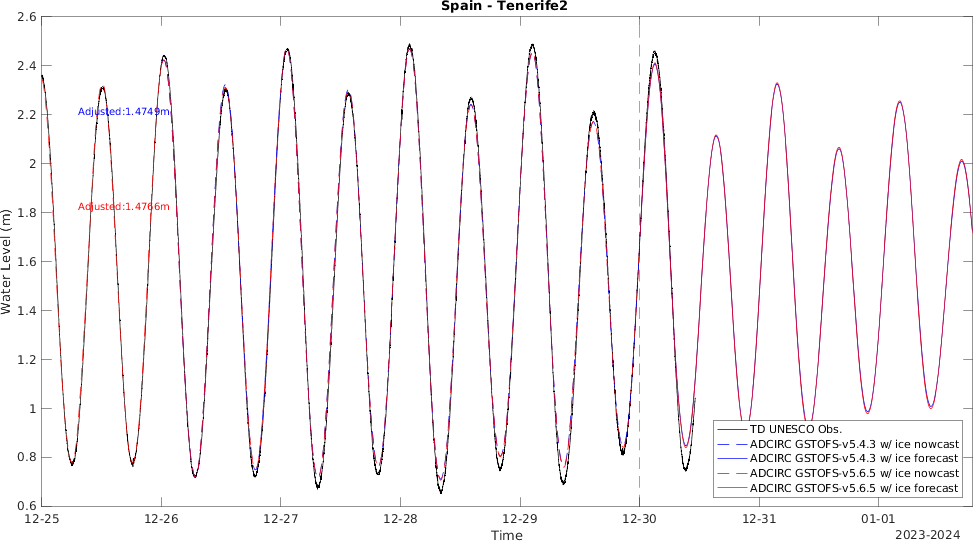 Spain - Tenerife2
2.6
2.4
2.2
2
1.8
1.6
1.4
1.2
1
0.8
0.6
Water Level (m)
Adjusted:1.4749m
Adjusted:1.4766m
TD UNESCO Obs.
ADCIRC GSTOFS-v5.4.3 w/ ice nowcast
ADCIRC GSTOFS-v5.4.3 w/ ice forecast
ADCIRC GSTOFS-v5.6.5 w/ ice nowcast
ADCIRC GSTOFS-v5.6.5 w/ ice forecast
12-25 12-26 12-27 12-28 12-29 12-30 12-31 01-01
Time
2023-2024